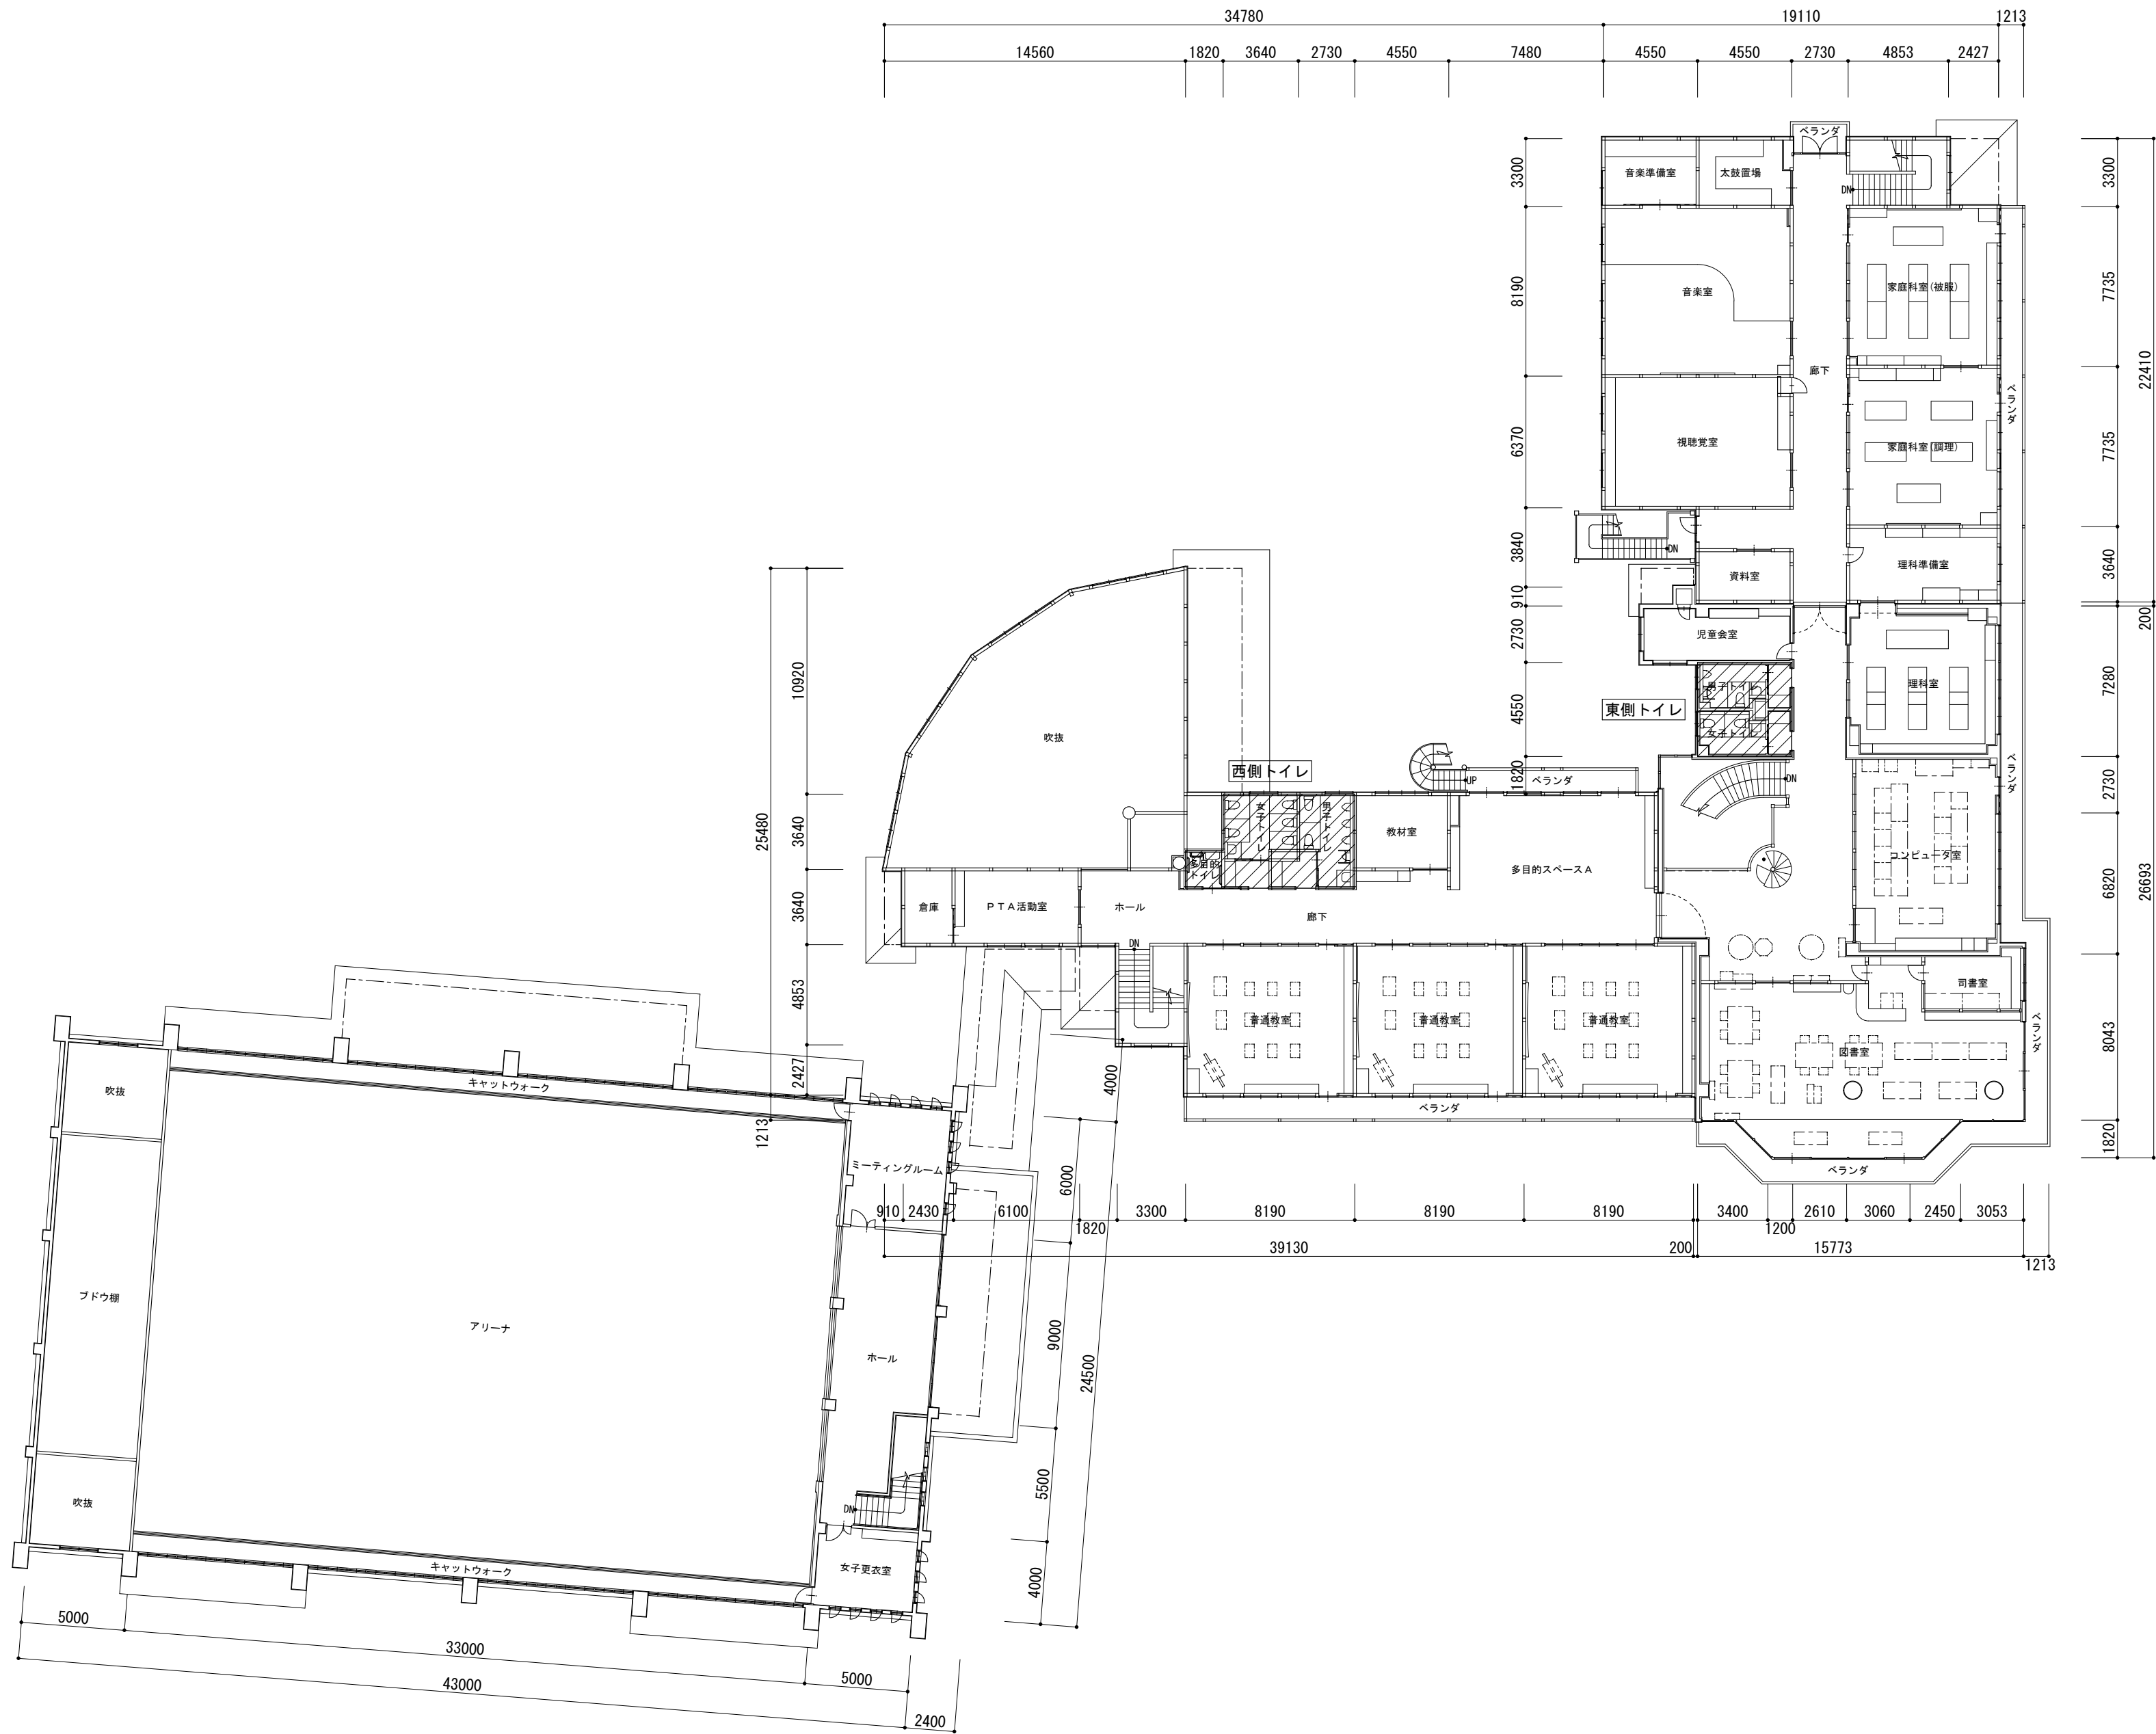 34780
19110
1213
14560
1820
3640
2730
4550
7480
4550
4550
2730
4853
2427
ベランダ
音楽準備室
太鼓置場
DN
3300
8190
6370
3840
910
2730
4550
1820
3300
7735
7735
3640
200
7280
2730
6820
8043
1820
22410
26693
音楽室
家庭科室(被服)
廊下
ベランダ
視聴覚室
家庭科室(調理)
DN
資料室
理科準備室
児童会室
男子トイレ
理科室
東側トイレ
女子トイレ
吹抜
西側トイレ
UP
ベランダ
DN
ベランダ
女子トイレ
男子トイレ
教材室
コンピュータ室
多目的
トイレ
多目的スペースA
倉庫
PTA活動室
ホール
廊下
DN
司書室
普通教室
普通教室
普通教室
図書室
ベランダ
ベランダ
ベランダ
25480
10920
3640
3640
4853
2427
1213
4000
6000
9000
24500
5500
4000
910
2430
6100
1820
3300
8190
8190
8190
3400
1200
2610
3060
2450
3053
39130
200
15773
1213
吹抜
キャットウォーク
ミーティングルーム
ブドウ棚
アリーナ
ホール
吹抜
DN
キャットウォーク
女子更衣室
5000
33000
5000
43000
2400